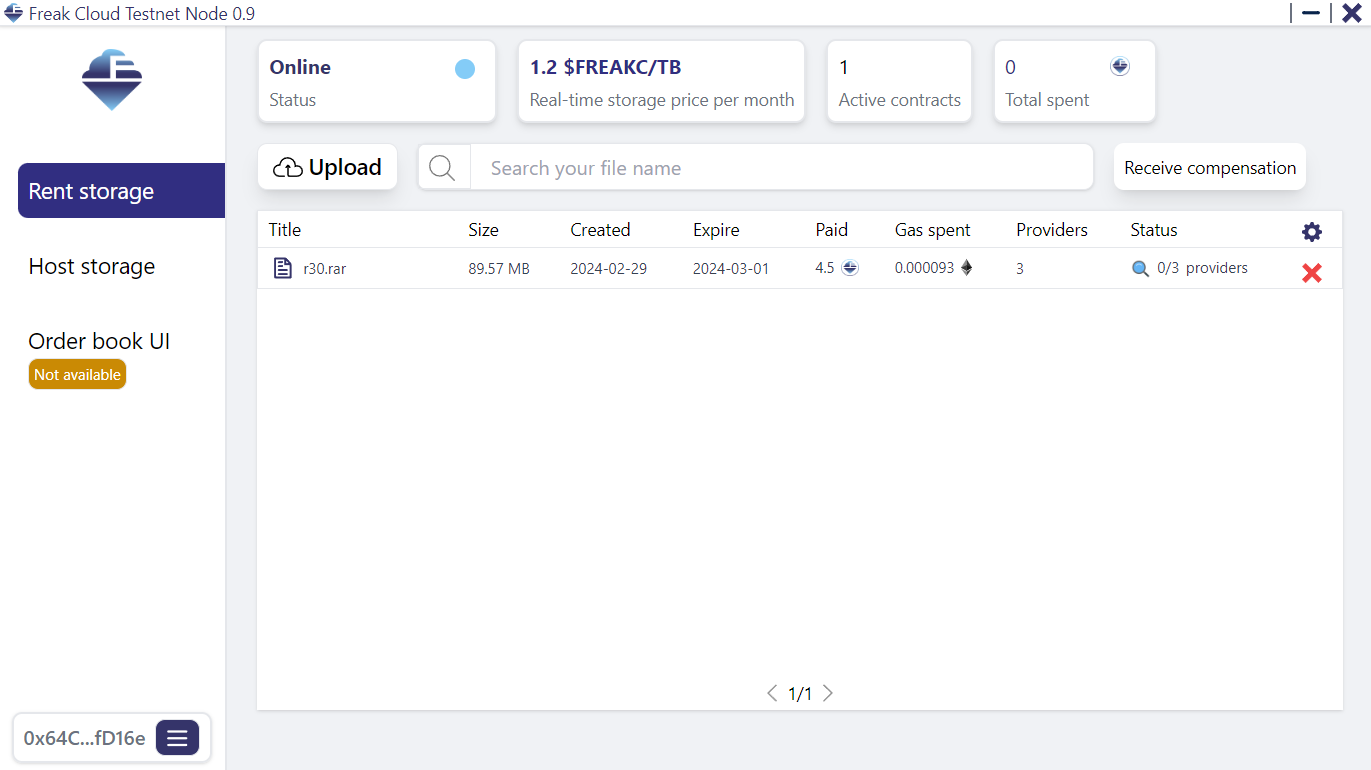 Freak Cloud Testnet Node 0.9
Online
Status
1.2 $FREAKC/TB
Real-time storage price per month
1
Active contracts
0
Total spent
Upload
Search your file name
Receive compensation
Rent storage
Host storage
Order book UI
Not available
Title Size Created Expire Paid Gas spent Providers Status
r30.rar 89.57 MB 2024-02-29 2024-03-01 4.5 0.000093 3 0/3 providers
1/1
0x64C...fD16e